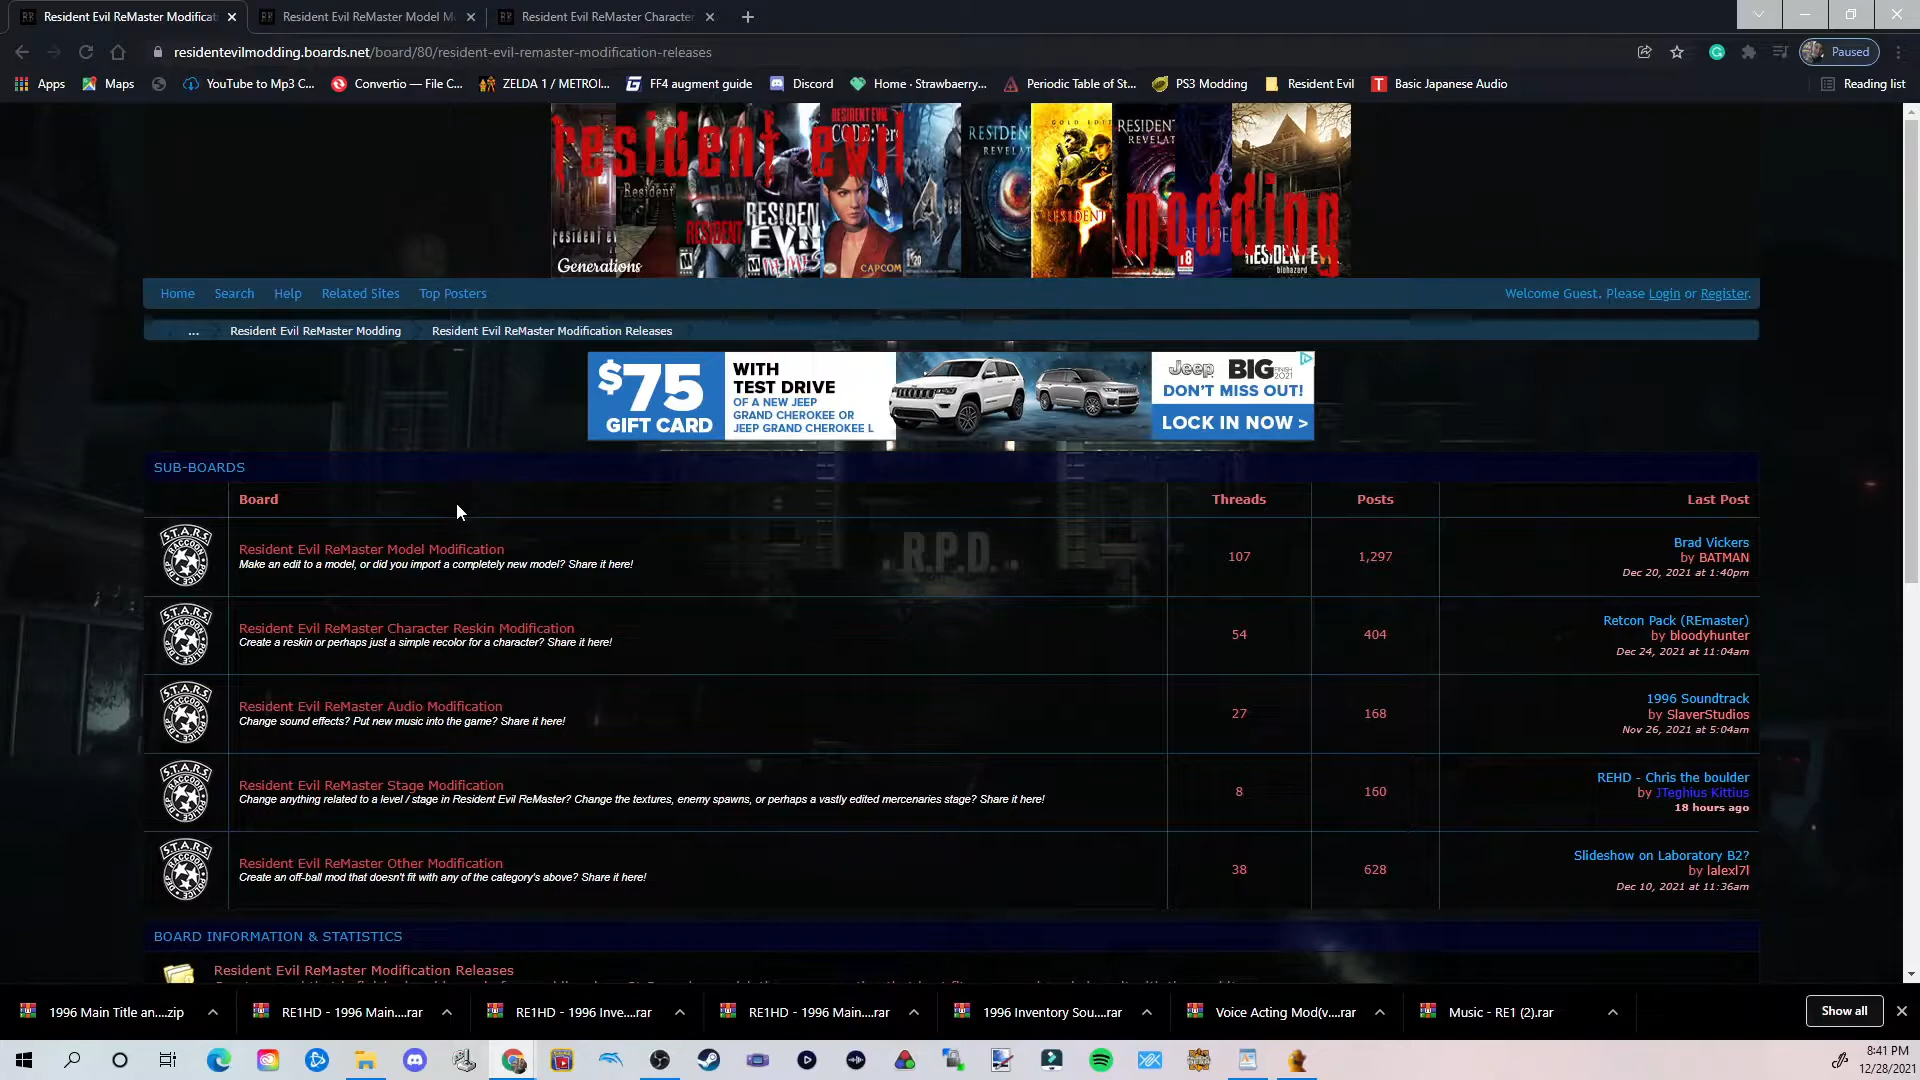 Resident Evil ReMaster Modificat
Resident Evil ReMaster Model M
Resident Evil ReMaster Character
residentevilmodding.boards.net/board/80/resident-evil-remaster-modification-releases
Paused
Apps
Maps
YouTube to Mp3 C...
Convertio — File C...
ZELDA 1 / METROI...
FF4 augment guide
Discord
Home · Strawbaerry...
Periodic Table of St...
PS3 Modding
Resident Evil
Basic Japanese Audio
Reading list
resident evil
modding
Generations
CAPCOM
Home
Search
Help
Related Sites
Top Posters
Welcome Guest. Please Login or Register.
...
Resident Evil ReMaster Modding
Resident Evil ReMaster Modification Releases
$75
GIFT CARD
WITH
TEST DRIVE
OF A NEW JEEP
GRAND CHEROKEE OR
JEEP GRAND CHEROKEE L
Jeep BIG FINISH 2021
DON'T MISS OUT!
LOCK IN NOW >
SUB-BOARDS
Board
Threads
Posts
Last Post
R.P.D.
Resident Evil ReMaster Model Modification
Make an edit to a model, or did you import a completely new model? Share it here!
107
1,297
Brad Vickers
by BATMAN
Dec 20, 2021 at 1:40pm
Resident Evil ReMaster Character Reskin Modification
Create a reskin or perhaps just a simple recolor for a character? Share it here!
54
404
Retcon Pack (REmaster)
by bloodyhunter
Dec 24, 2021 at 11:04am
Resident Evil ReMaster Audio Modification
Change sound effects? Put new music into the game? Share it here!
27
168
1996 Soundtrack
by SlaverStudios
Nov 26, 2021 at 5:04am
Resident Evil ReMaster Stage Modification
Change anything related to a level / stage in Resident Evil ReMaster? Change the textures, enemy spawns, or perhaps a vastly edited mercenaries stage? Share it here!
8
160
REHD - Chris the boulder
by JTeghius Kittius
18 hours ago
Resident Evil ReMaster Other Modification
Create an off-ball mod that doesn't fit with any of the category's above? Share it here!
38
628
Slideshow on Laboratory B2?
by lalexl7l
Dec 10, 2021 at 11:36am
BOARD INFORMATION & STATISTICS
Resident Evil ReMaster Modification Releases
1996 Main Title an....zip
RE1HD - 1996 Main....rar
RE1HD - 1996 Inve....rar
RE1HD - 1996 Main....rar
1996 Inventory Sou....rar
Voice Acting Mod(v....rar
Music - RE1 (2).rar
Show all
8:41 PM
12/28/2021